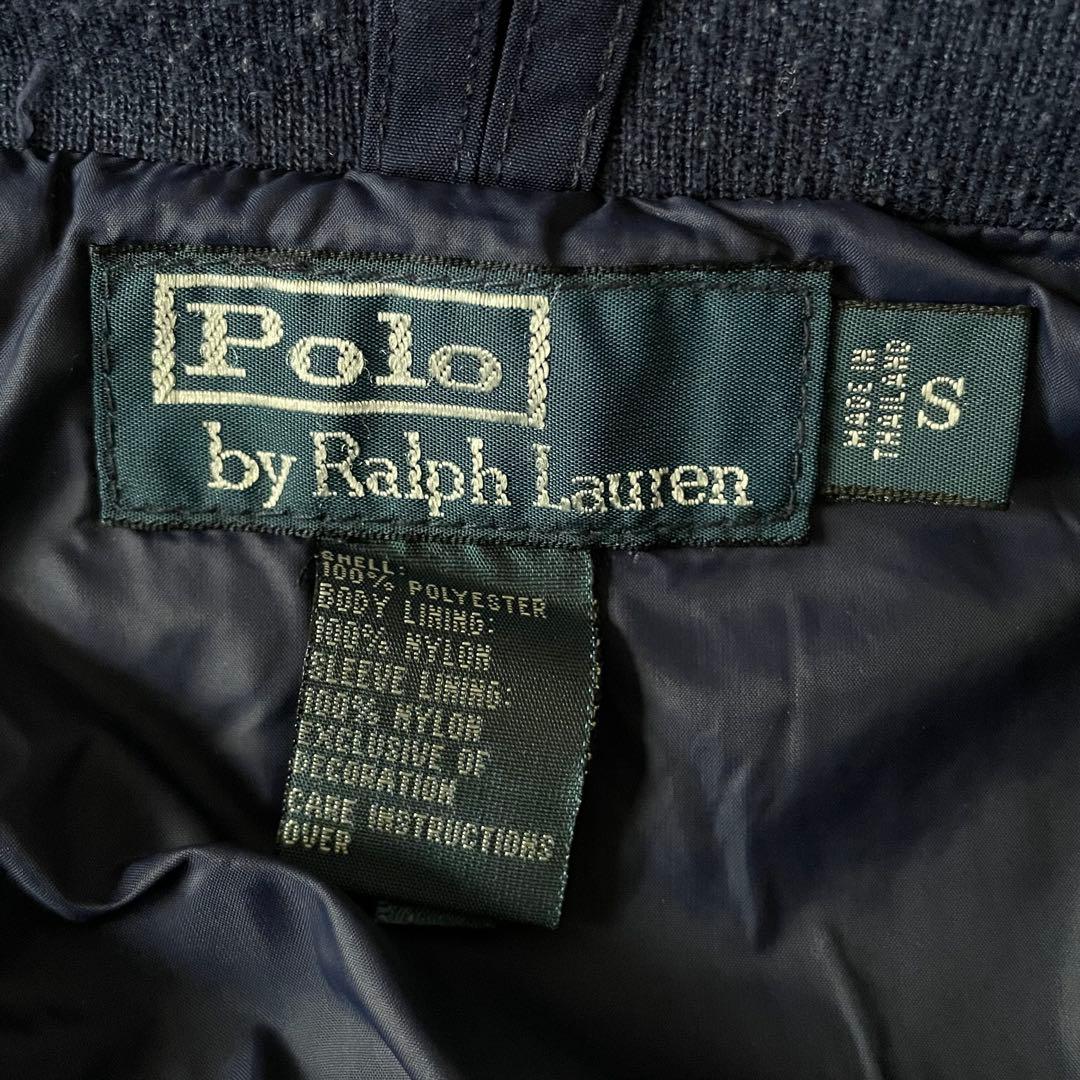 Polo
by Ralph Lauren
MADE IN
THAILAND
S
SHELL:
100% POLYESTER
BODY LINING:
100% NYLON
SLEEVE LINING:
100% NYLON
EXCLUSIVE OF
DECORATION
CARE INSTRUCTIONS
OVER